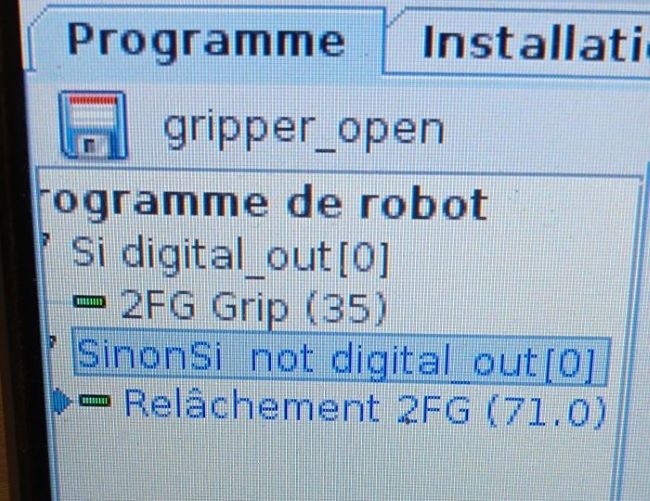 Programme Installati
gripper_open
rogramme de robot
Si digital_out[0]
2FG Grip (35)
SinonSi not digital_out[0]
Relâchement 2FG (71.0)